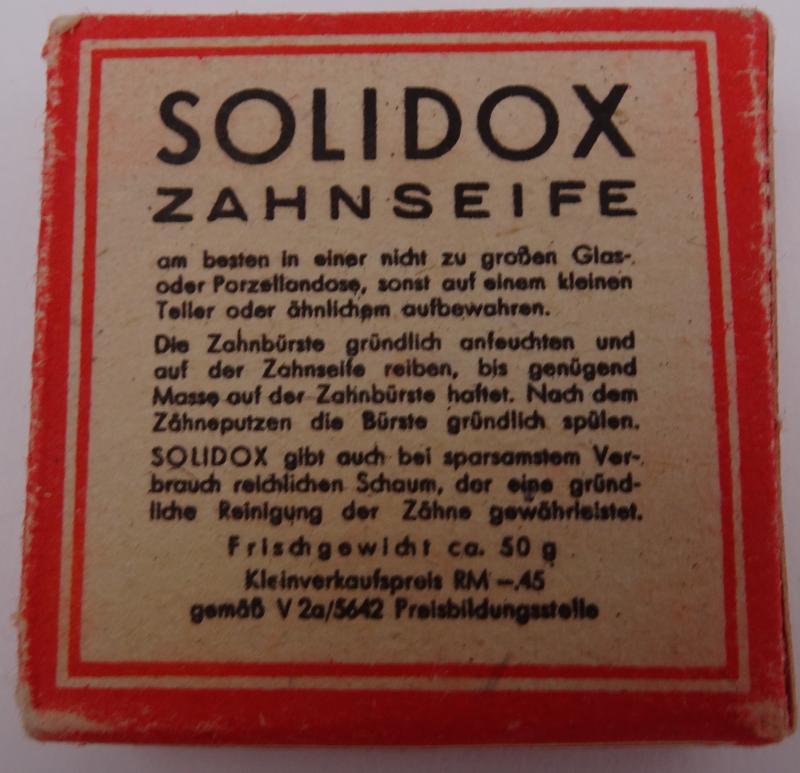 SOLIDOX
ZAHNSEIFE
am besten in einer nicht zu großen Glas-
oder Porzellandose, sonst auf einem kleinen
Teller oder ähnlichem aufbewahren.
Die Zahnbürste gründlich anfeuchten und
auf der Zahnseife reiben, bis genügend
Masse auf der Zahnbürste haftet. Nach dem
Zähneputzen die Bürste gründlich spülen.
SOLIDOX gibt auch bei sparsamstem Ver-
brauch reichlichen Schaum, der eine gründ-
liche Reinigung der Zähne gewährleistet.
Frischgewicht ca. 50 g
Kleinverkaufspreis RM -.45
gemäß V 2a/5642 Preisbildungsstelle